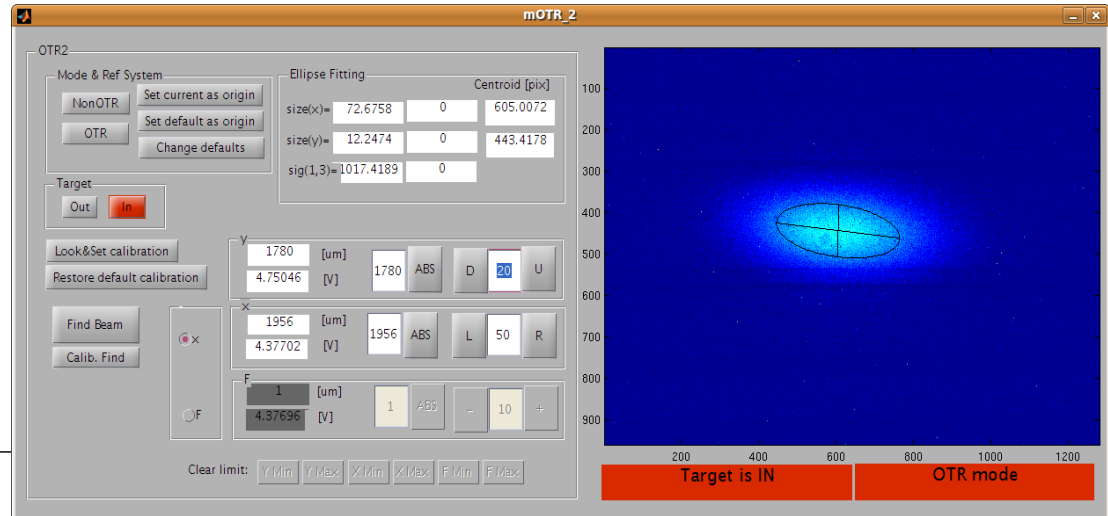 mOTR_2
OTR2
Mode & Ref System
NonOTR
OTR
Set current as origin
Set default as origin
Change defaults
Ellipse Fitting
Centroid [pix]
size(x)= 72.6758 0 605.0072
size(y)= 12.2474 0 443.4178
sig(1,3)= 1017.4189 0
Target
Out In
Look&Set calibration
Restore default calibration
Find Beam
Calib. Find
x
F
y
1780 [um]
4.75046 [V]
1780 ABS D 20 U
x
1956 [um]
4.37702 [V]
1956 ABS L 50 R
F
1 [um]
4.37696 [V]
1 ABS - 10 +
Clear limit: Y Min Y Max X Min X Max F Min F Max
100
200
300
400
500
600
700
800
900
200 400 600 800 1000 1200
Target is IN OTR mode